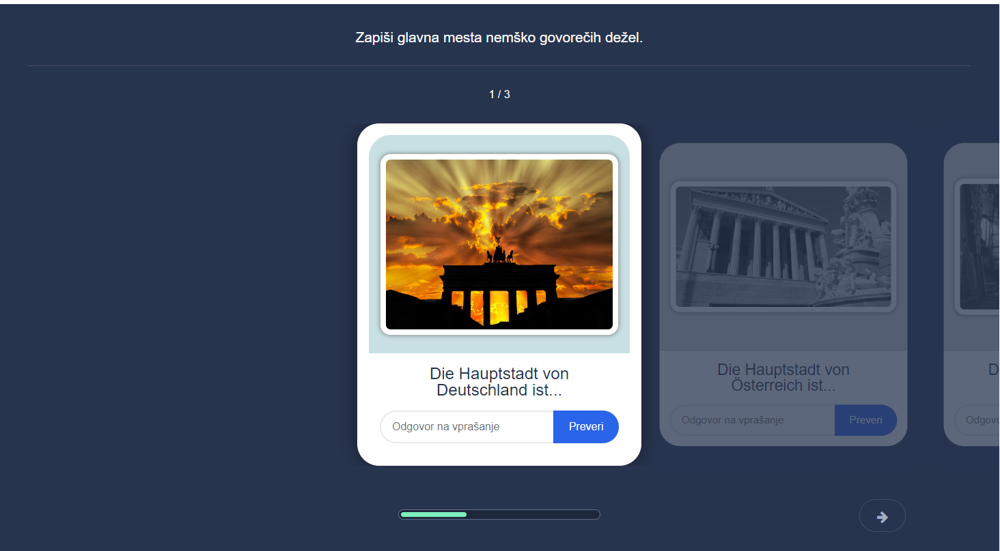 Zapiši glavna mesta nemško govorečih dežel.
1 / 3
Die Hauptstadt von
Deutschland ist...
Odgovor na vprašanje
Preveri
Die Hauptstadt von
Österreich ist...
Odgovor na vprašanje
Preveri